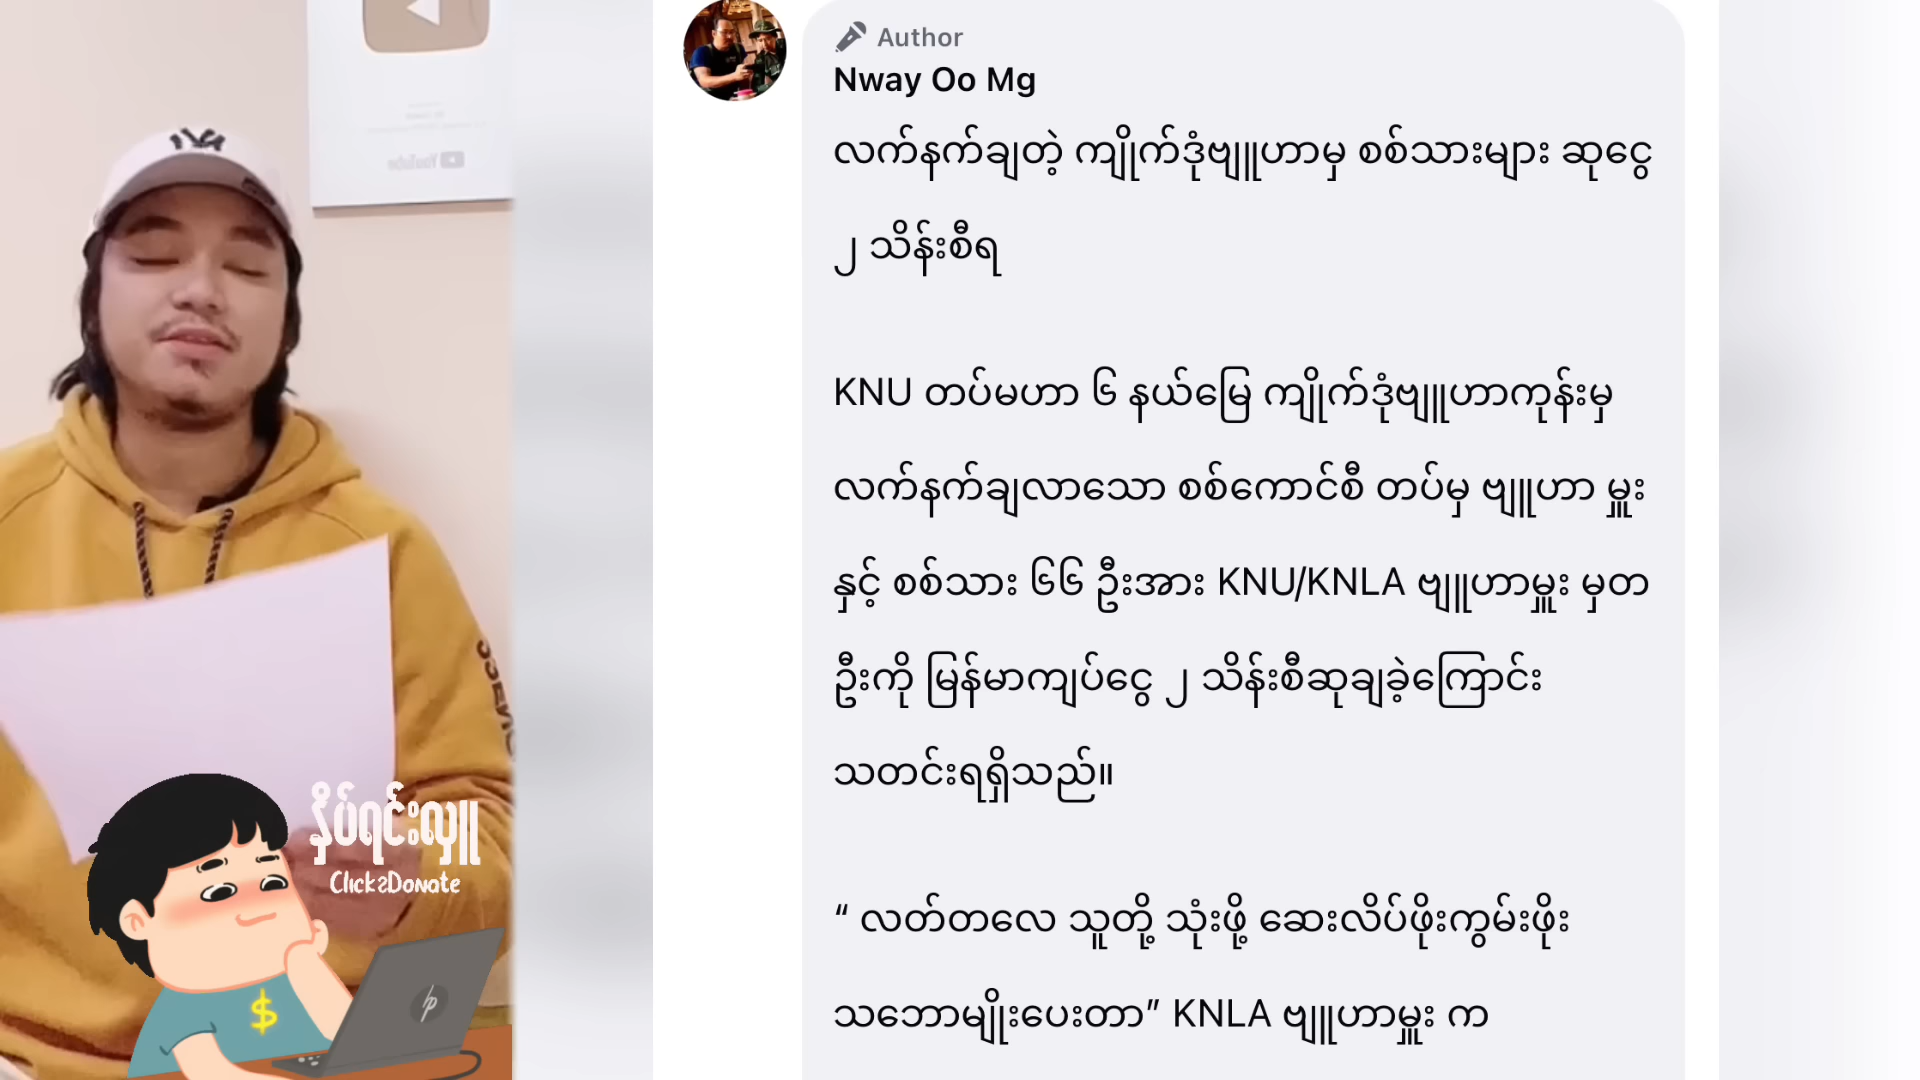 Author
Nway Oo Mg
လက်နက်ချတဲ့ ကျိုက်ဒုံဗျူဟာမှ စစ်သားများ ဆုငွေ
၂ သိန်းစီရ
KNU တပ်မဟာ ၆ နယ်မြေ ကျိုက်ဒုံဗျူဟာကုန်းမှ
လက်နက်ချလာသော စစ်ကောင်စီ တပ်မှ ဗျူဟာ မှူး
နှင့် စစ်သား ၆၆ ဦးအား KNU/KNLA ဗျူဟာမှူး မှတ
ဦးကို မြန်မာကျပ်ငွေ ၂ သိန်းစီဆုချခဲ့ကြောင်း
သတင်းရရှိသည်။
“ လတ်တလေ သူတို့ သုံးဖို့ ဆေးလိပ်ဖိုးကွမ်းဖိုး
သဘောမျိုးပေးတာ” KNLA ဗျူဟာမှူး က
နှိပ်ရင်းလှူ
Click2Donate
YouTube
hp
$